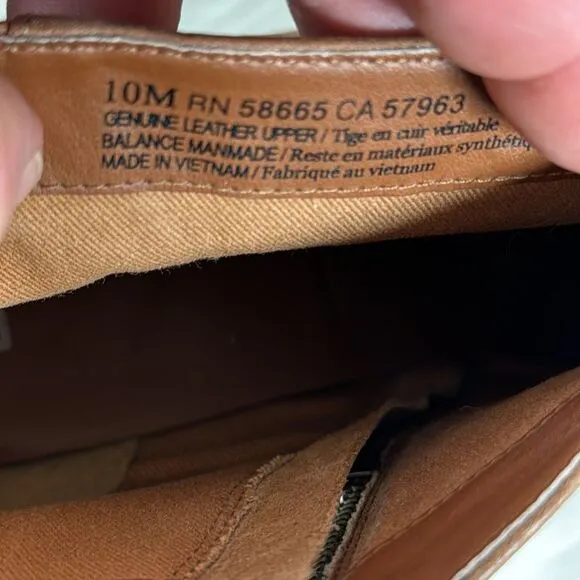 10M RN 58665 CA 57963
GENUINE LEATHER UPPER / Tige en cuir véritable
BALANCE MANMADE / Reste en matériaux
MADE IN VIETNAM / Fabriqué au vietnam